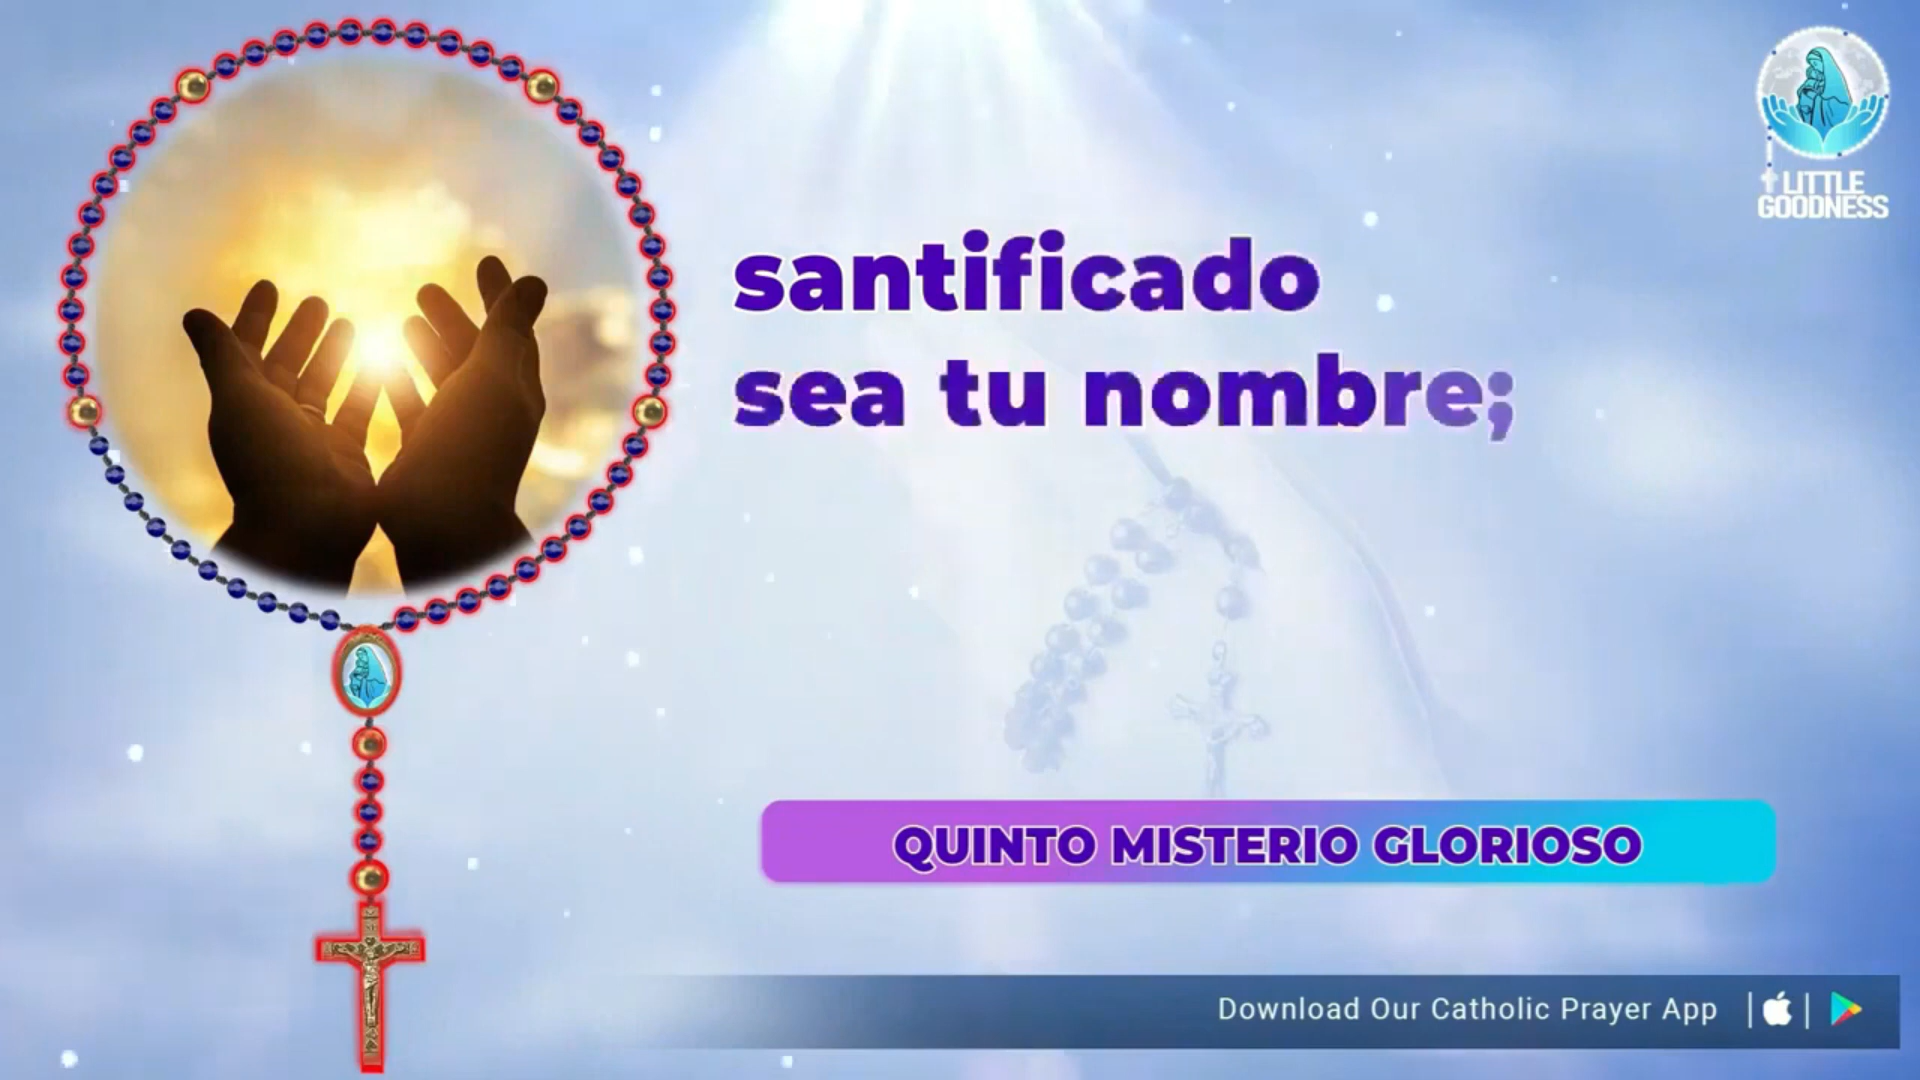 LITTLE
GOODNESS
santificado
sea tu nombre;
QUINTO MISTERIO GLORIOSO
Download Our Catholic Prayer App